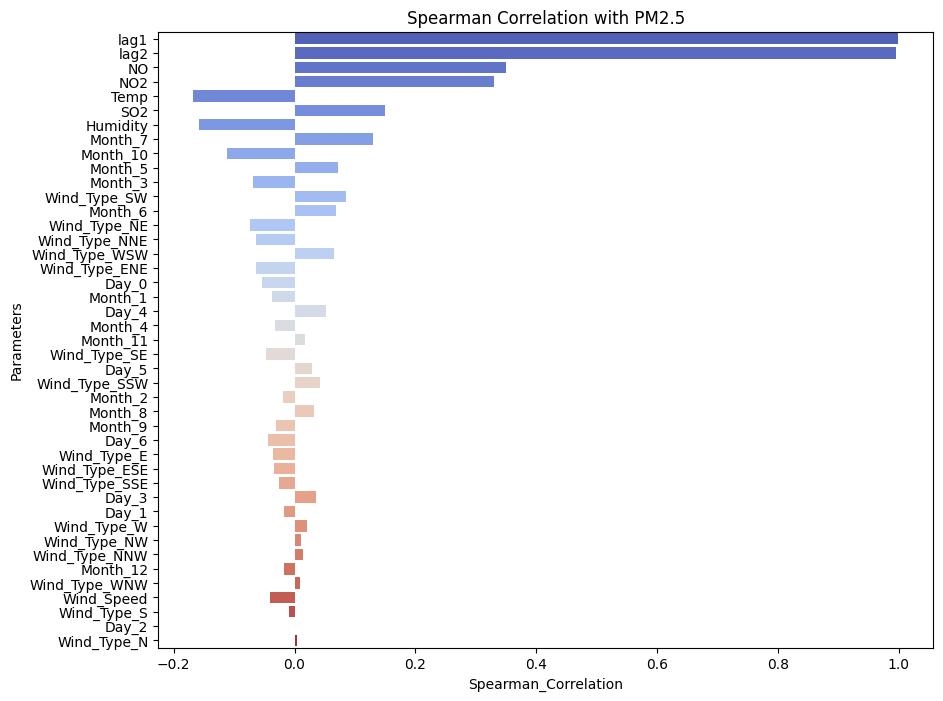 Spearman Correlation with PM2.5
Parameters
lag1
lag2
NO
NO2
Temp
SO2
Humidity
Month_7
Month_10
Month_5
Month_3
Wind_Type_SW
Month_6
Wind_Type_NE
Wind_Type_NNE
Wind_Type_WSW
Wind_Type_ENE
Day_0
Month_1
Day_4
Month_4
Month_11
Wind_Type_SE
Day_5
Wind_Type_SSW
Month_2
Month_8
Month_9
Day_6
Wind_Type_E
Wind_Type_ESE
Wind_Type_SSE
Day_3
Day_1
Wind_Type_W
Wind_Type_NW
Wind_Type_NNW
Month_12
Wind_Type_WNW
Wind_Speed
Wind_Type_S
Day_2
Wind_Type_N
−0.2 0.0 0.2 0.4 0.6 0.8 1.0
Spearman_Correlation